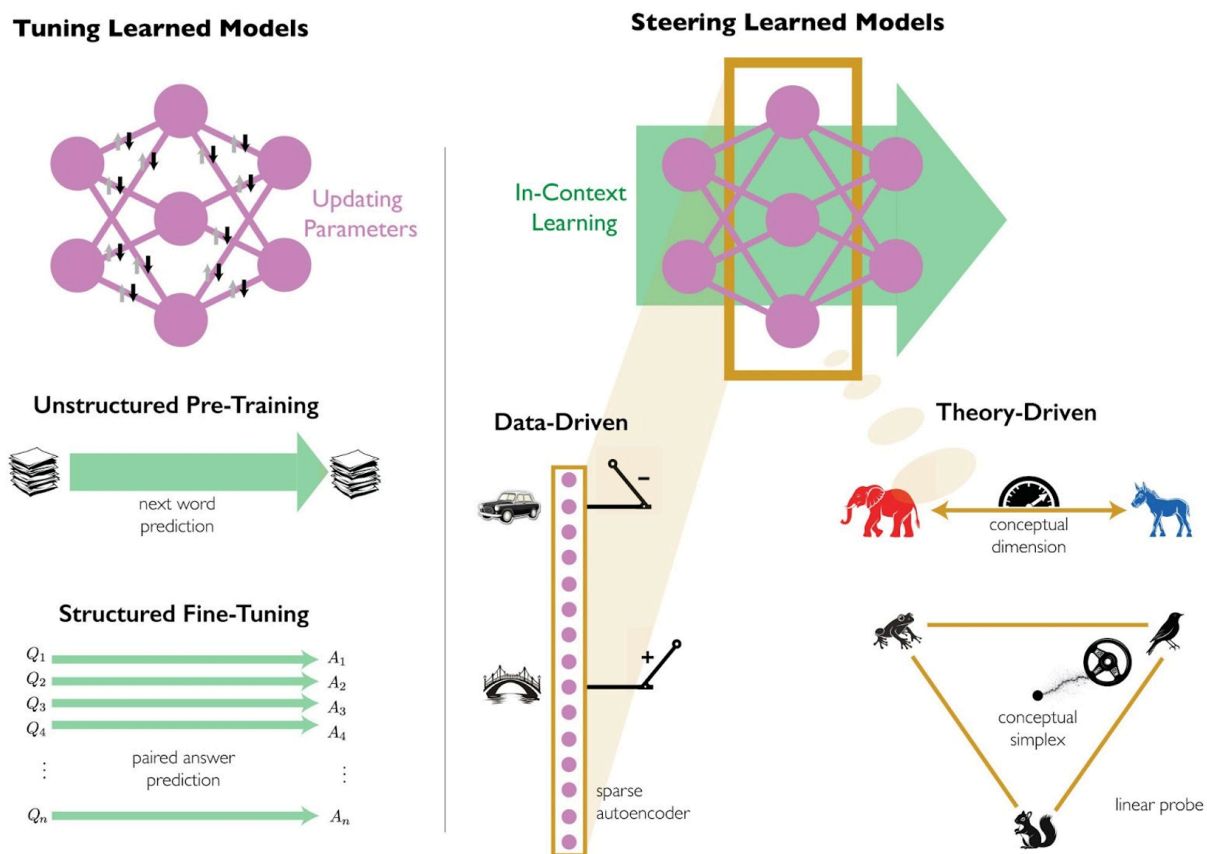 Tuning Learned Models
Updating
Parameters
Unstructured Pre-Training
next word
prediction
Structured Fine-Tuning
Q₁ A₁
Q₂ A₂
Q₃ A₃
Q₄ A₄
paired answer
prediction
⋮ ⋮
Qₙ Aₙ
Steering Learned Models
In-Context
Learning
Data-Driven
−
+
sparse
autoencoder
Theory-Driven
conceptual
dimension
conceptual
simplex
linear probe